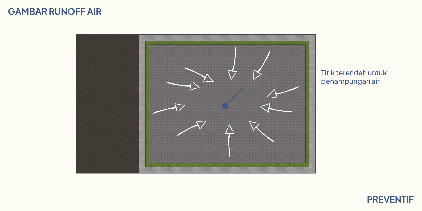 GAMBAR RUNOFF AIR
Titik terendah untuk
penampungan air
PREVENTIF